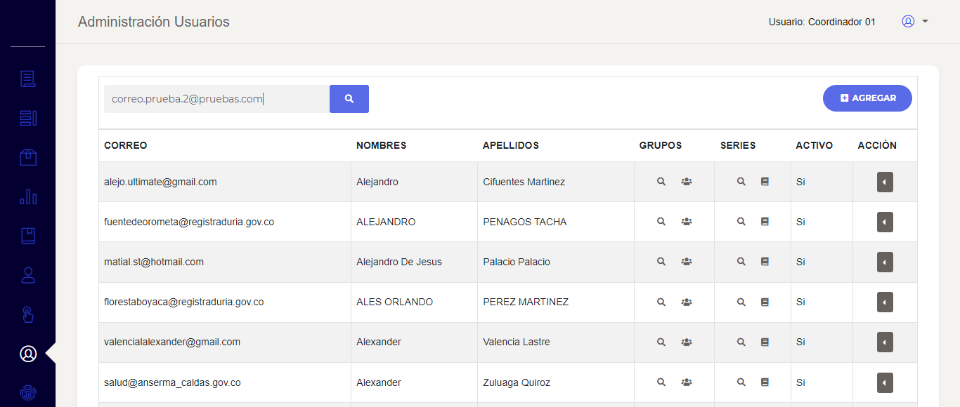 Administración Usuarios
Usuario: Coordinador 01
correo.prueba.2@pruebas.com
AGREGAR
CORREO NOMBRES APELLIDOS GRUPOS SERIES ACTIVO ACCIÓN
alejo.ultimate@gmail.com Alejandro Cifuentes Martinez Si
fuentedeorometa@registraduria.gov.co ALEJANDRO PENAGOS TACHA Si
matial.st@hotmail.com Alejandro De Jesus Palacio Palacio Si
florestaboyaca@registraduria.gov.co ALES ORLANDO PEREZ MARTINEZ Si
valencialalexander@gmail.com Alexander Valencia Lastre Si
salud@anserma_caldas.gov.co Alexander Zuluaga Quiroz Si